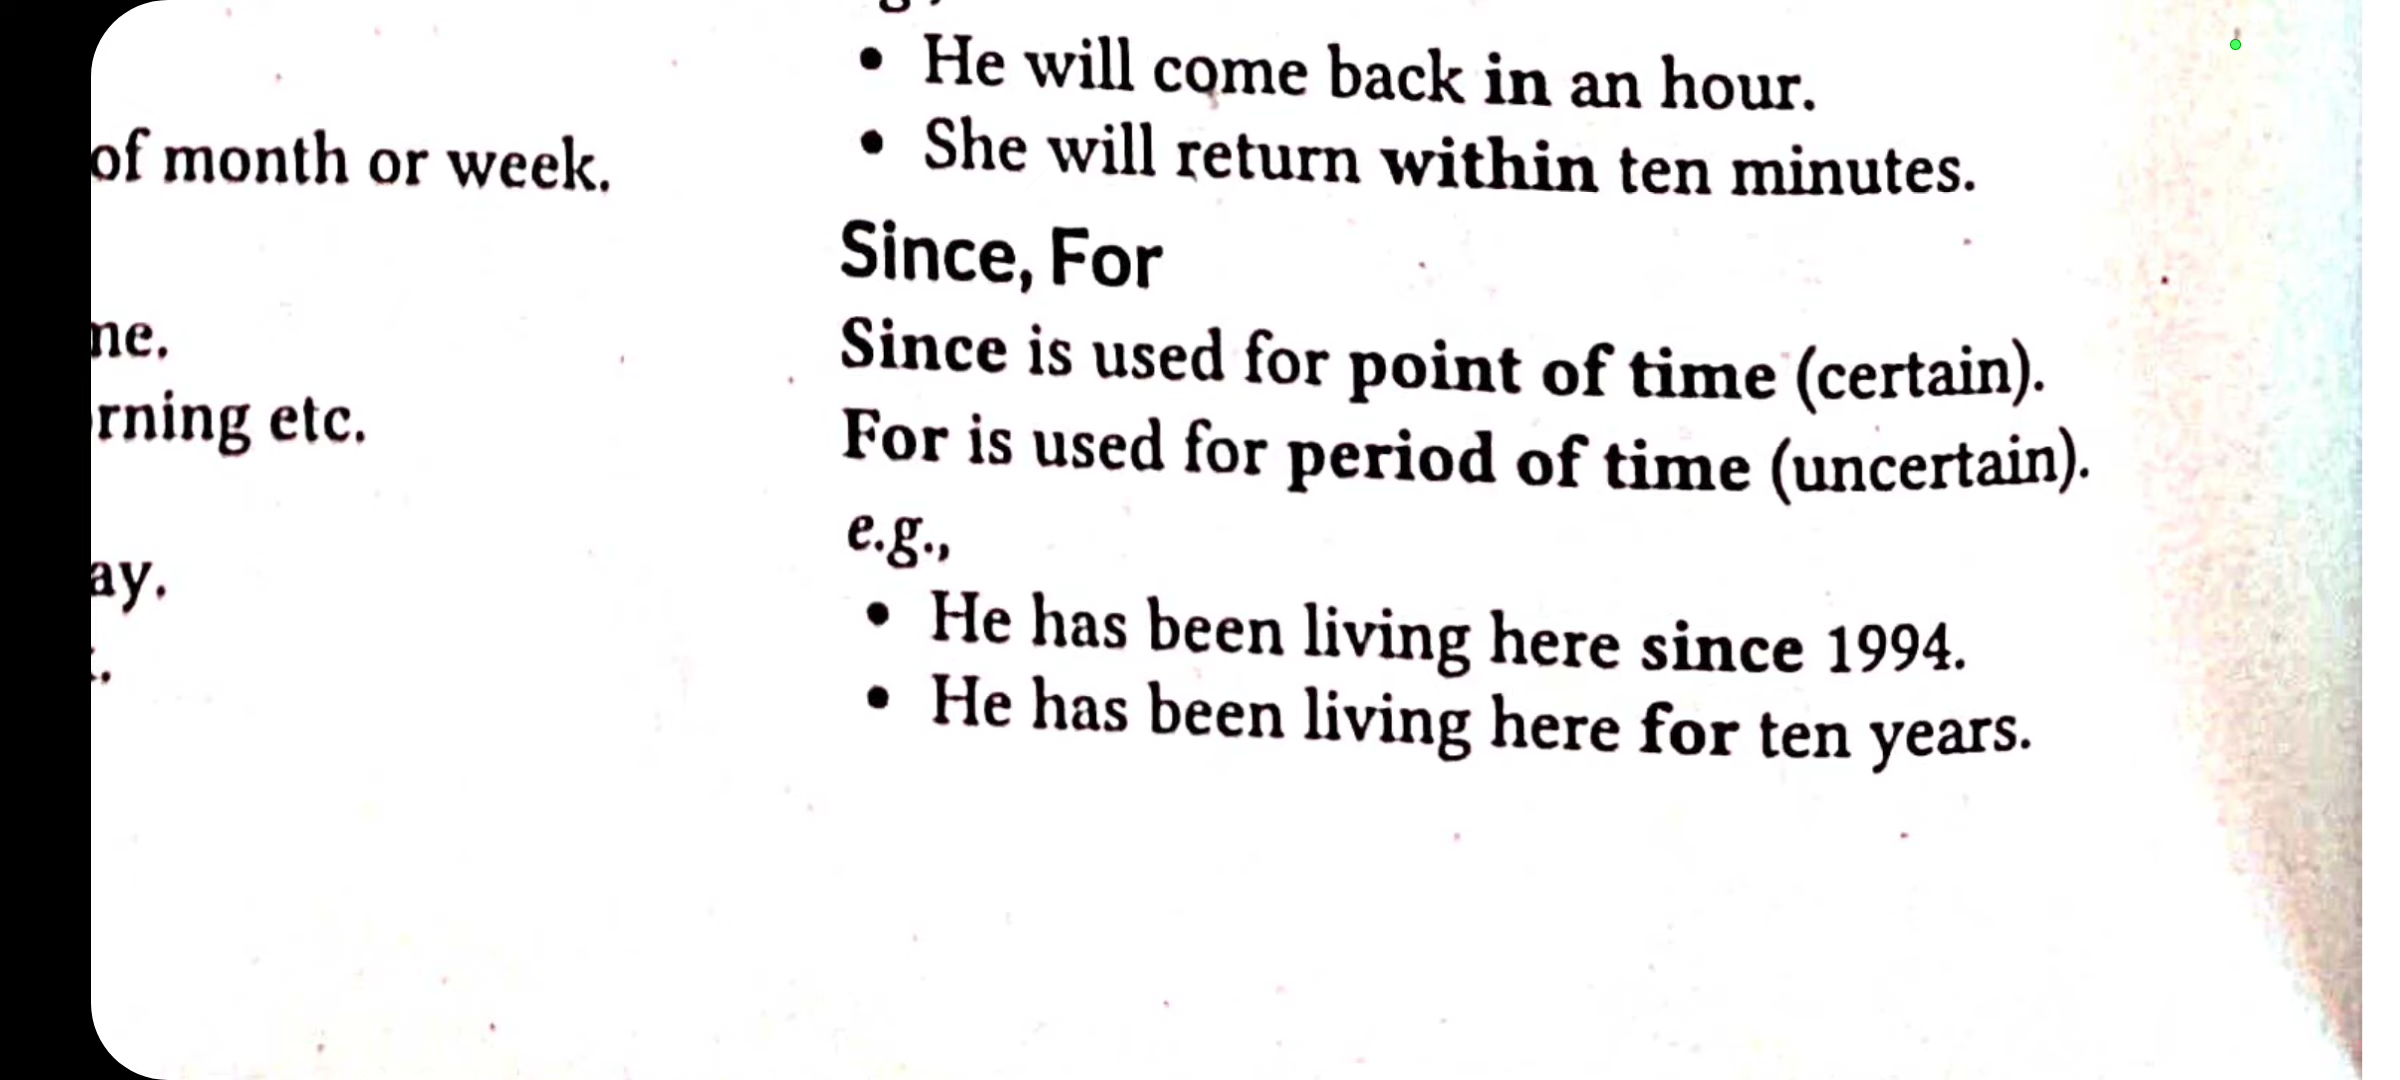 of month or week.
me.
rning etc.
ay.
He will come back in an hour.
She will return within ten minutes.
Since, For
Since is used for point of time (certain).
For is used for period of time (uncertain).
e.g.,
• He has been living here since 1994.
• He has been living here for ten years.